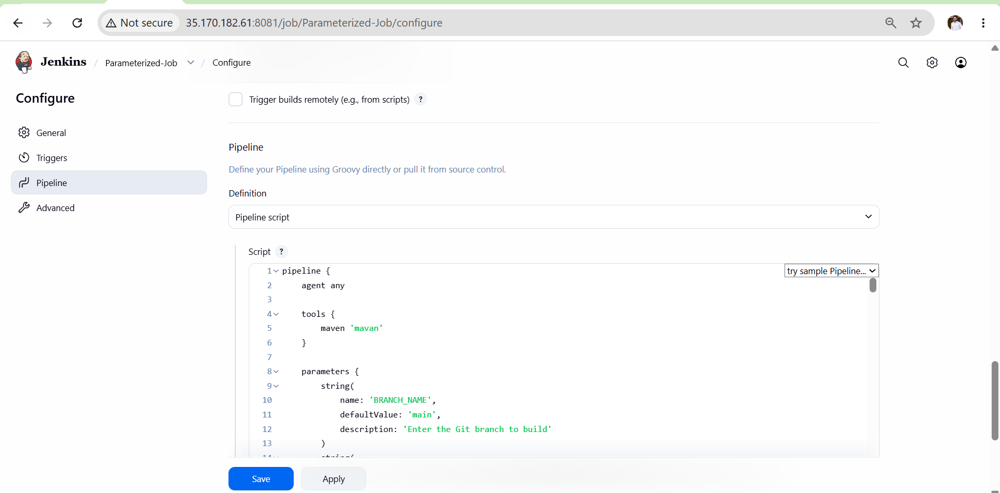 Not secure 35.170.182.61:8081/job/Parameterized-Job/configure
Jenkins / Parameterized-Job / Configure
Configure
General
Triggers
Pipeline
Advanced
Trigger builds remotely (e.g., from scripts) ?
Pipeline
Define your Pipeline using Groovy directly or pull it from source control.
Definition
Pipeline script
Script ?
try sample Pipeline...
1 pipeline {
2     agent any
3
4     tools {
5         maven 'mavan'
6     }
7
8     parameters {
9         string(
10             name: 'BRANCH_NAME',
11             defaultValue: 'main',
12             description: 'Enter the Git branch to build'
13         )
14         string(
Save
Apply